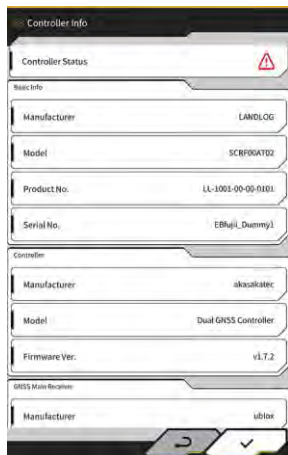 Controller Info
Controller Status
Basic Info
Manufacturer LANDLOG
Model SCRF00AT02
Product No. LL-1001-00-00-0101
Serial No. EBfujii_Dummy1
Controller
Manufacturer akasakatec
Model Dual GNSS Controller
Firmware Ver. v1.7.2
GNSS Main Receiver
Manufacturer ublox